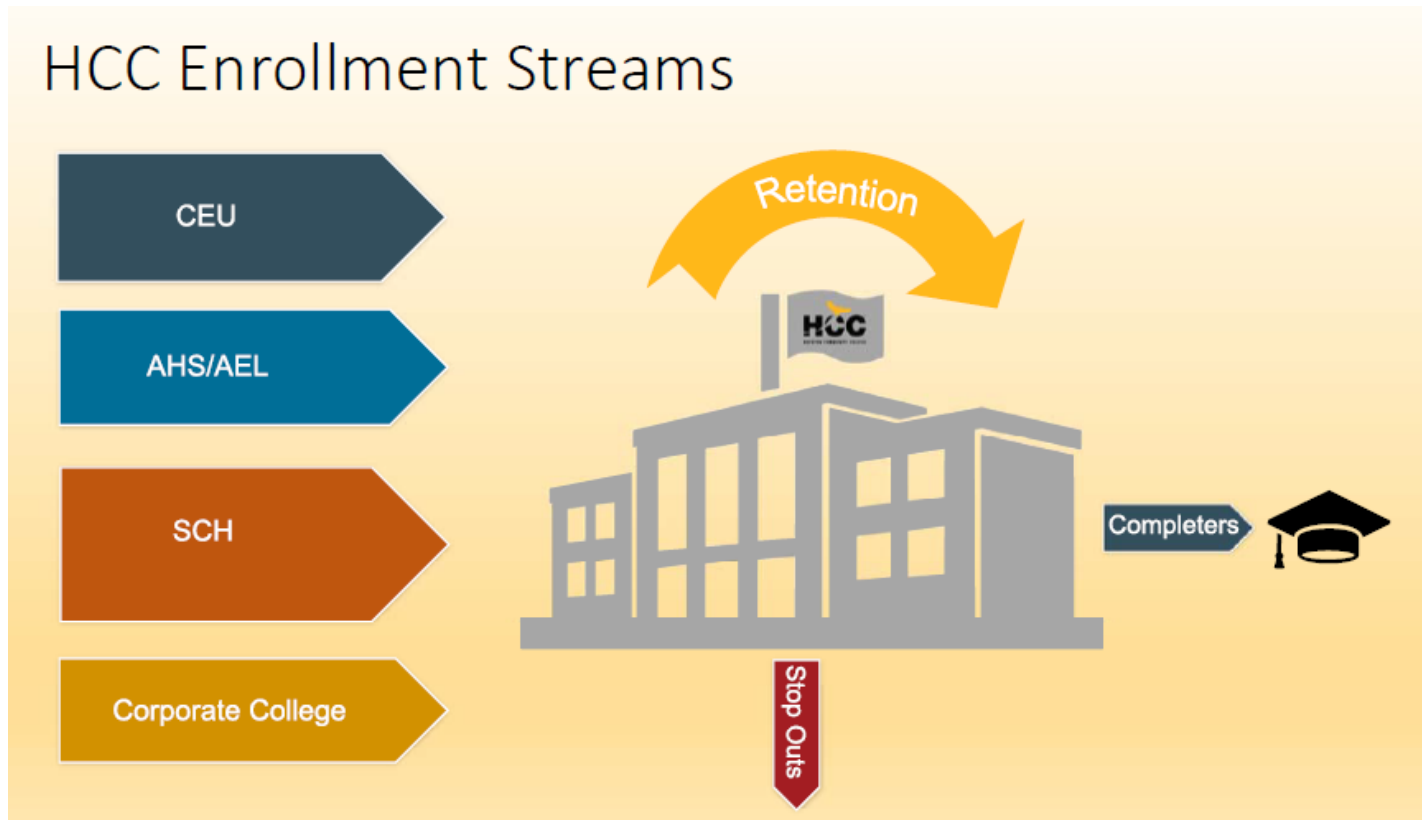 HCC Enrollment Streams
CEU
AHS/AEL
SCH
Corporate College
Retention
HCC
Completers
Stop Outs